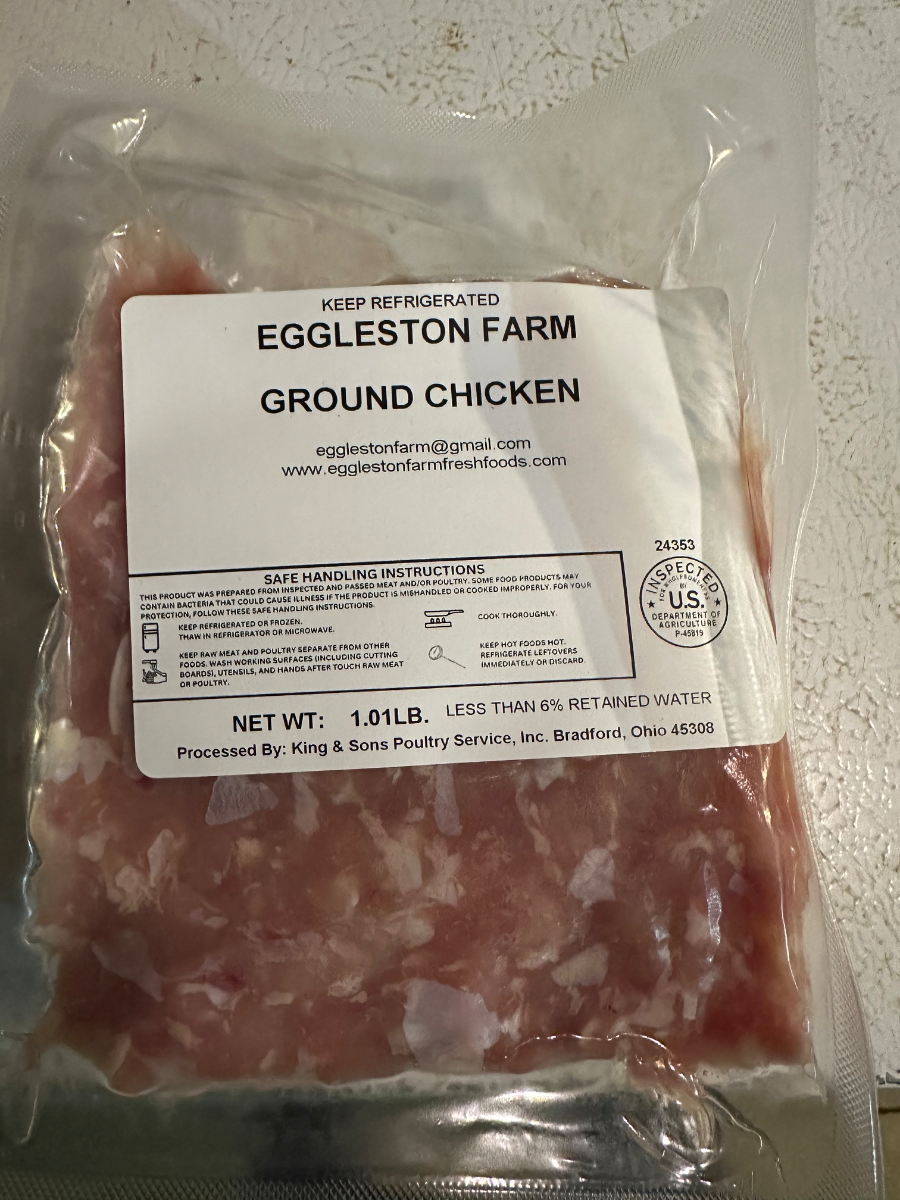 KEEP REFRIGERATED
EGGLESTON FARM
GROUND CHICKEN
egglestonfarm@gmail.com
www.egglestonfarmfreshfoods.com
SAFE HANDLING INSTRUCTIONS
THIS PRODUCT WAS PREPARED FROM INSPECTED AND PASSED MEAT AND/OR POULTRY. SOME FOOD PRODUCTS MAY
CONTAIN BACTERIA THAT COULD CAUSE ILLNESS IF THE PRODUCT IS MISHANDLED OR COOKED IMPROPERLY. FOR YOUR
PROTECTION, FOLLOW THESE SAFE HANDLING INSTRUCTIONS.
KEEP REFRIGERATED OR FROZEN.
THAW IN REFRIGERATOR OR MICROWAVE.
KEEP RAW MEAT AND POULTRY SEPARATE FROM OTHER
FOODS. WASH WORKING SURFACES (INCLUDING CUTTING
BOARDS), UTENSILS, AND HANDS AFTER TOUCH RAW MEAT
OR POULTRY.
COOK THOROUGHLY.
KEEP HOT FOODS HOT.
REFRIGERATE LEFTOVERS
IMMEDIATELY OR DISCARD.
24353
INSPECTED
FOR WHOLESOMENESS
BY
U.S.
DEPARTMENT OF
AGRICULTURE
P-45819
NET WT: 1.01LB. LESS THAN 6% RETAINED WATER
Processed By: King & Sons Poultry Service, Inc. Bradford, Ohio 45308